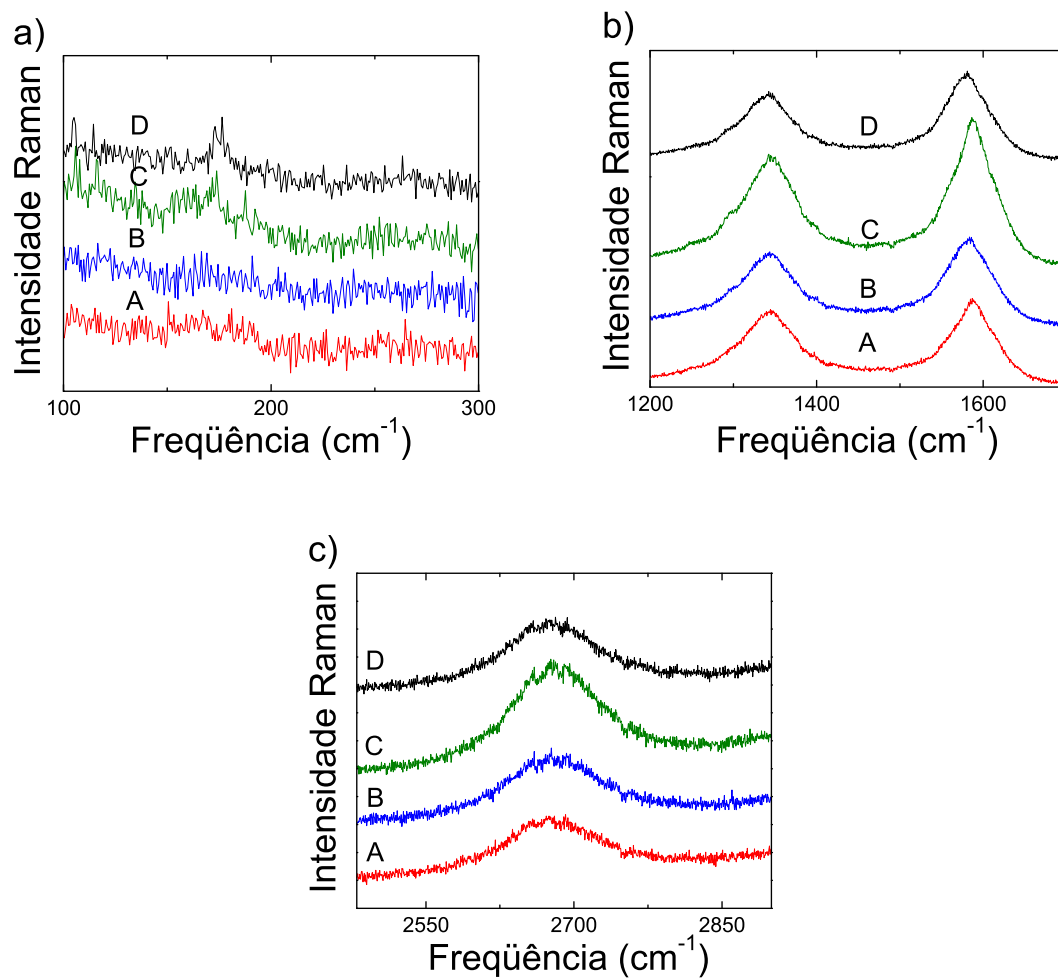 a)
Intensidade Raman
D
C
B
A
100
200
300
Freqüência (cm⁻¹)
b)
Intensidade Raman
D
C
B
A
1200
1400
1600
Freqüência (cm⁻¹)
c)
Intensidade Raman
D
C
B
A
2550
2700
2850
Freqüência (cm⁻¹)